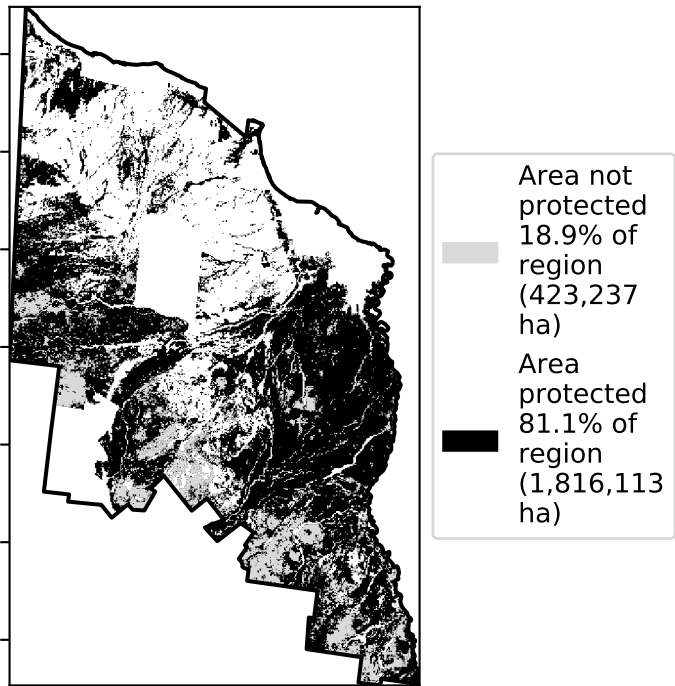 Area not
protected
18.9% of
region
(423,237
ha)
Area
protected
81.1% of
region
(1,816,113
ha)